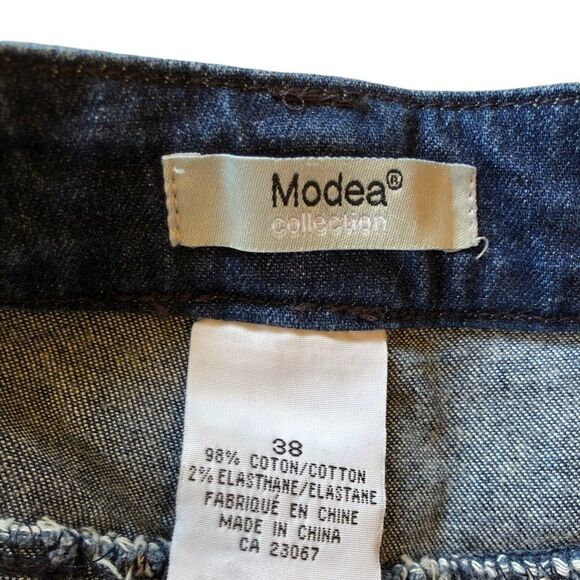 Modea®
collection
38
98% COTON/COTTON
2% ELASTHANE/ELASTANE
FABRIQUÉ EN CHINE
MADE IN CHINA
CA 23067